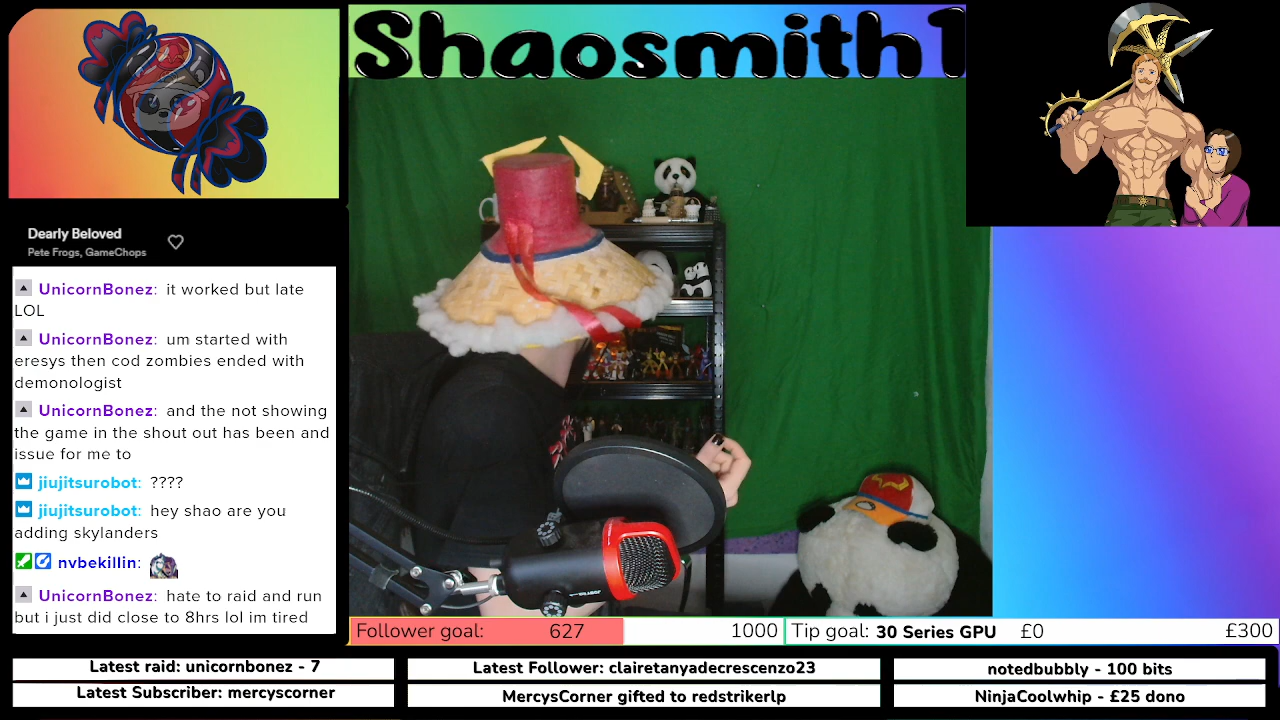 Shaosmith1
Dearly Beloved
Pete Frogs, GameChops
UnicornBonez: it worked but late
LOL
UnicornBonez: um started with
eresys then cod zombies ended with
demonologist
UnicornBonez: and the not showing
the game in the shout out has been and
issue for me to
jiujitsurobot: ????
jiujitsurobot: hey shao are you
adding skylanders
nvbekillin:
UnicornBonez: hate to raid and run
but i just did close to 8hrs lol im tired
Follower goal: 627 1000
Tip goal: 30 Series GPU £0 £300
Latest raid: unicornbonez - 7
Latest Follower: clairetanyadecrescenzo23
notedbubbly - 100 bits
Latest Subscriber: mercyscorner
MercysCorner gifted to redstrikerlp
NinjaCoolwhip - £25 dono